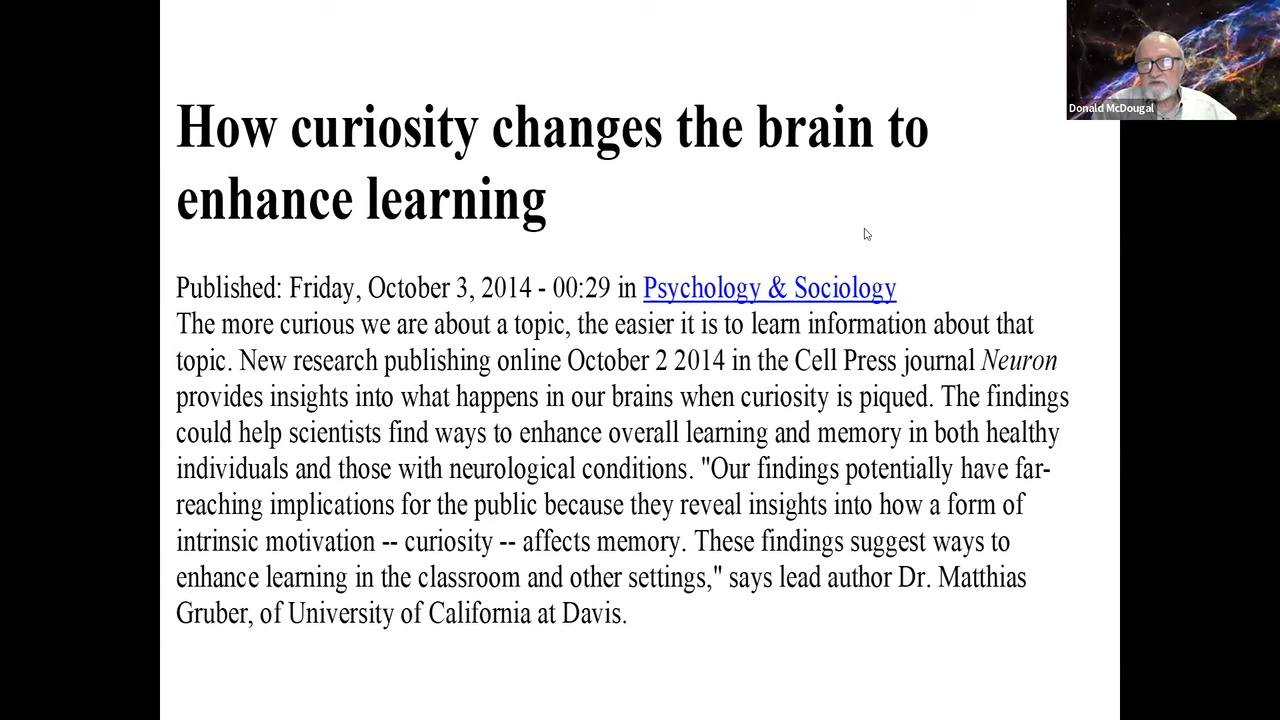 Donald McDougal
How curiosity changes the brain to
enhance learning
Published: Friday, October 3, 2014 - 00:29 in Psychology & Sociology
The more curious we are about a topic, the easier it is to learn information about that
topic. New research publishing online October 2 2014 in the Cell Press journal Neuron
provides insights into what happens in our brains when curiosity is piqued. The findings
could help scientists find ways to enhance overall learning and memory in both healthy
individuals and those with neurological conditions. "Our findings potentially have far-
reaching implications for the public because they reveal insights into how a form of
intrinsic motivation -- curiosity -- affects memory. These findings suggest ways to
enhance learning in the classroom and other settings," says lead author Dr. Matthias
Gruber, of University of California at Davis.